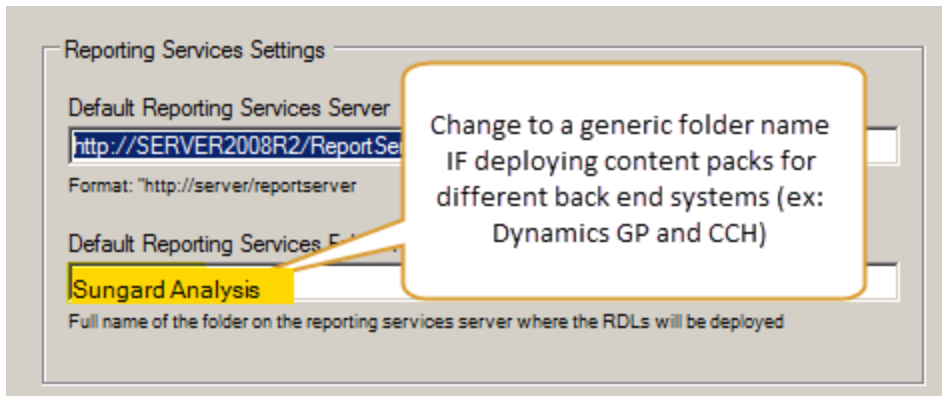 Reporting Services Settings
Default Reporting Services Server
http://SERVER2008R2/ReportSe
Format: "http://server/reportserver
Change to a generic folder name
IF deploying content packs for
different back end systems (ex:
Dynamics GP and CCH)
Default Reporting Services
Sungard Analysis
Full name of the folder on the reporting services server where the RDLs will be deployed